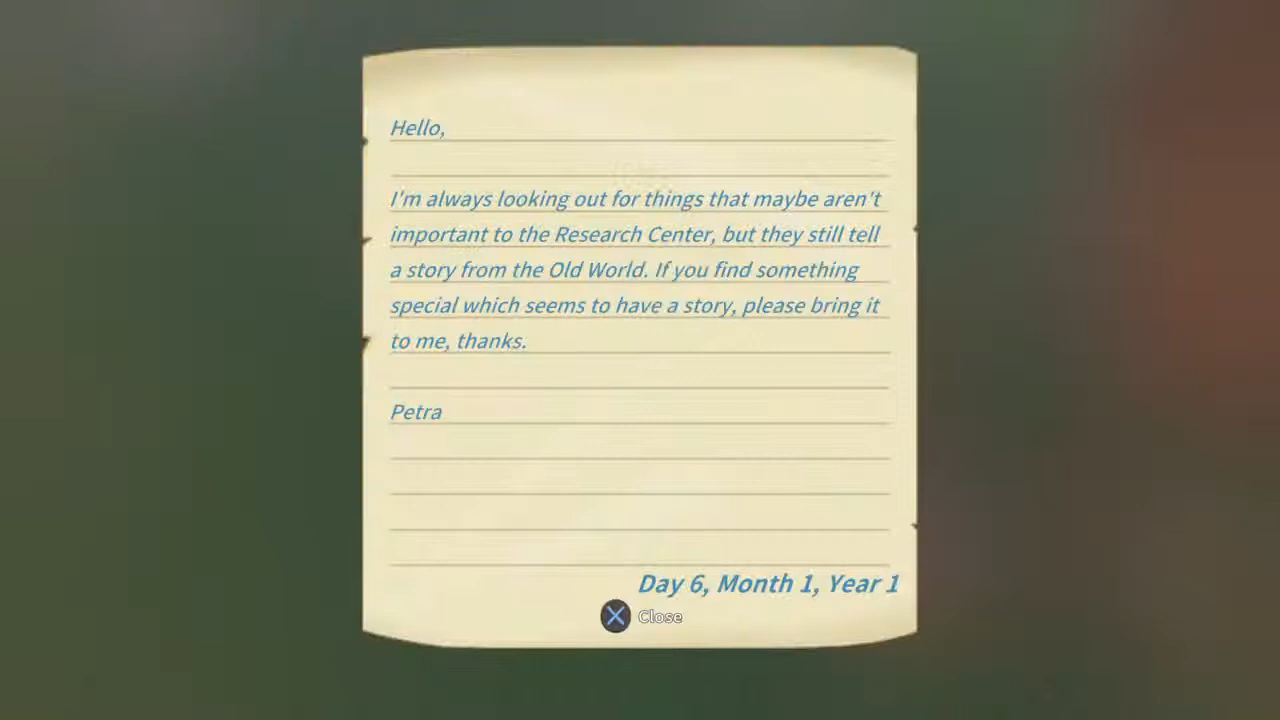 Hello,
I'm always looking out for things that maybe aren't
important to the Research Center, but they still tell
a story from the Old World. If you find something
special which seems to have a story, please bring it
to me, thanks.
Petra
Day 6, Month 1, Year 1
Close